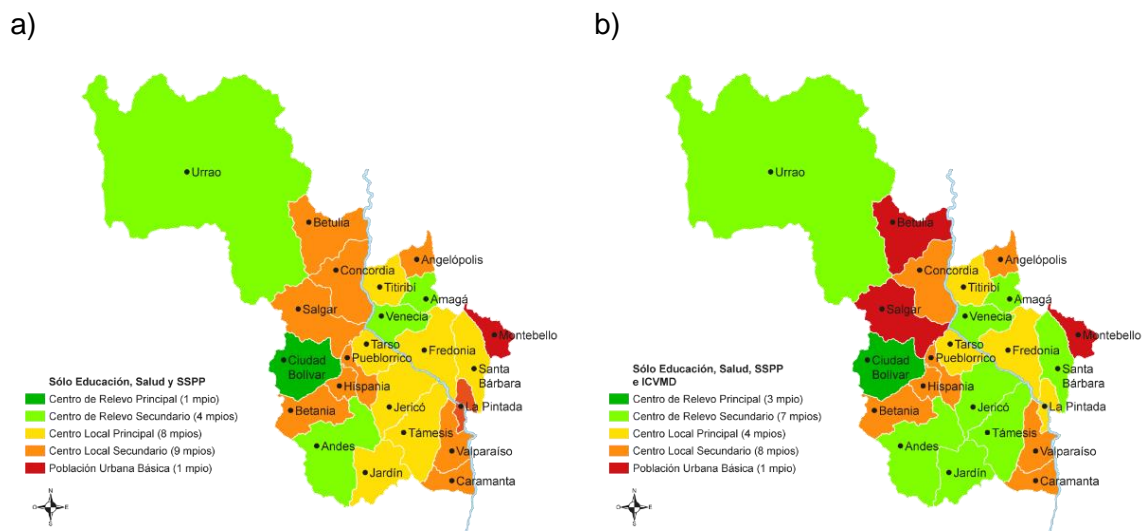 a)
Urrao
Betulia
Concordia
Angelópolis
Titiribí
Salgar
Amagá
Venecia
Montebello
Tarso
Fredonia
Ciudad
Bolivar
Pueblorrico
Santa
Bárbara
Hispania
Betania
Jericó
La Pintada
Támesis
Andes
Valparaíso
Jardín
Caramanta
Sólo Educación, Salud y SSPP
Centro de Relevo Principal (1 mpio)
Centro de Relevo Secundario (4 mpios)
Centro Local Principal (8 mpios)
Centro Local Secundario (9 mpios)
Población Urbana Básica (1 mpio)
N
O
E
S
b)
Urrao
Betulia
Concordia
Angelópolis
Titiribí
Salgar
Amagá
Venecia
Montebello
Tarso
Fredonia
Ciudad
Bolivar
Pueblorrico
Santa
Bárbara
Hispania
Betania
Jericó
La Pintada
Támesis
Andes
Valparaíso
Jardín
Caramanta
Sólo Educación, Salud, SSPP
e ICVMD
Centro de Relevo Principal (3 mpio)
Centro de Relevo Secundario (7 mpios)
Centro Local Principal (4 mpios)
Centro Local Secundario (8 mpios)
Población Urbana Básica (1 mpio)
N
O
E
S